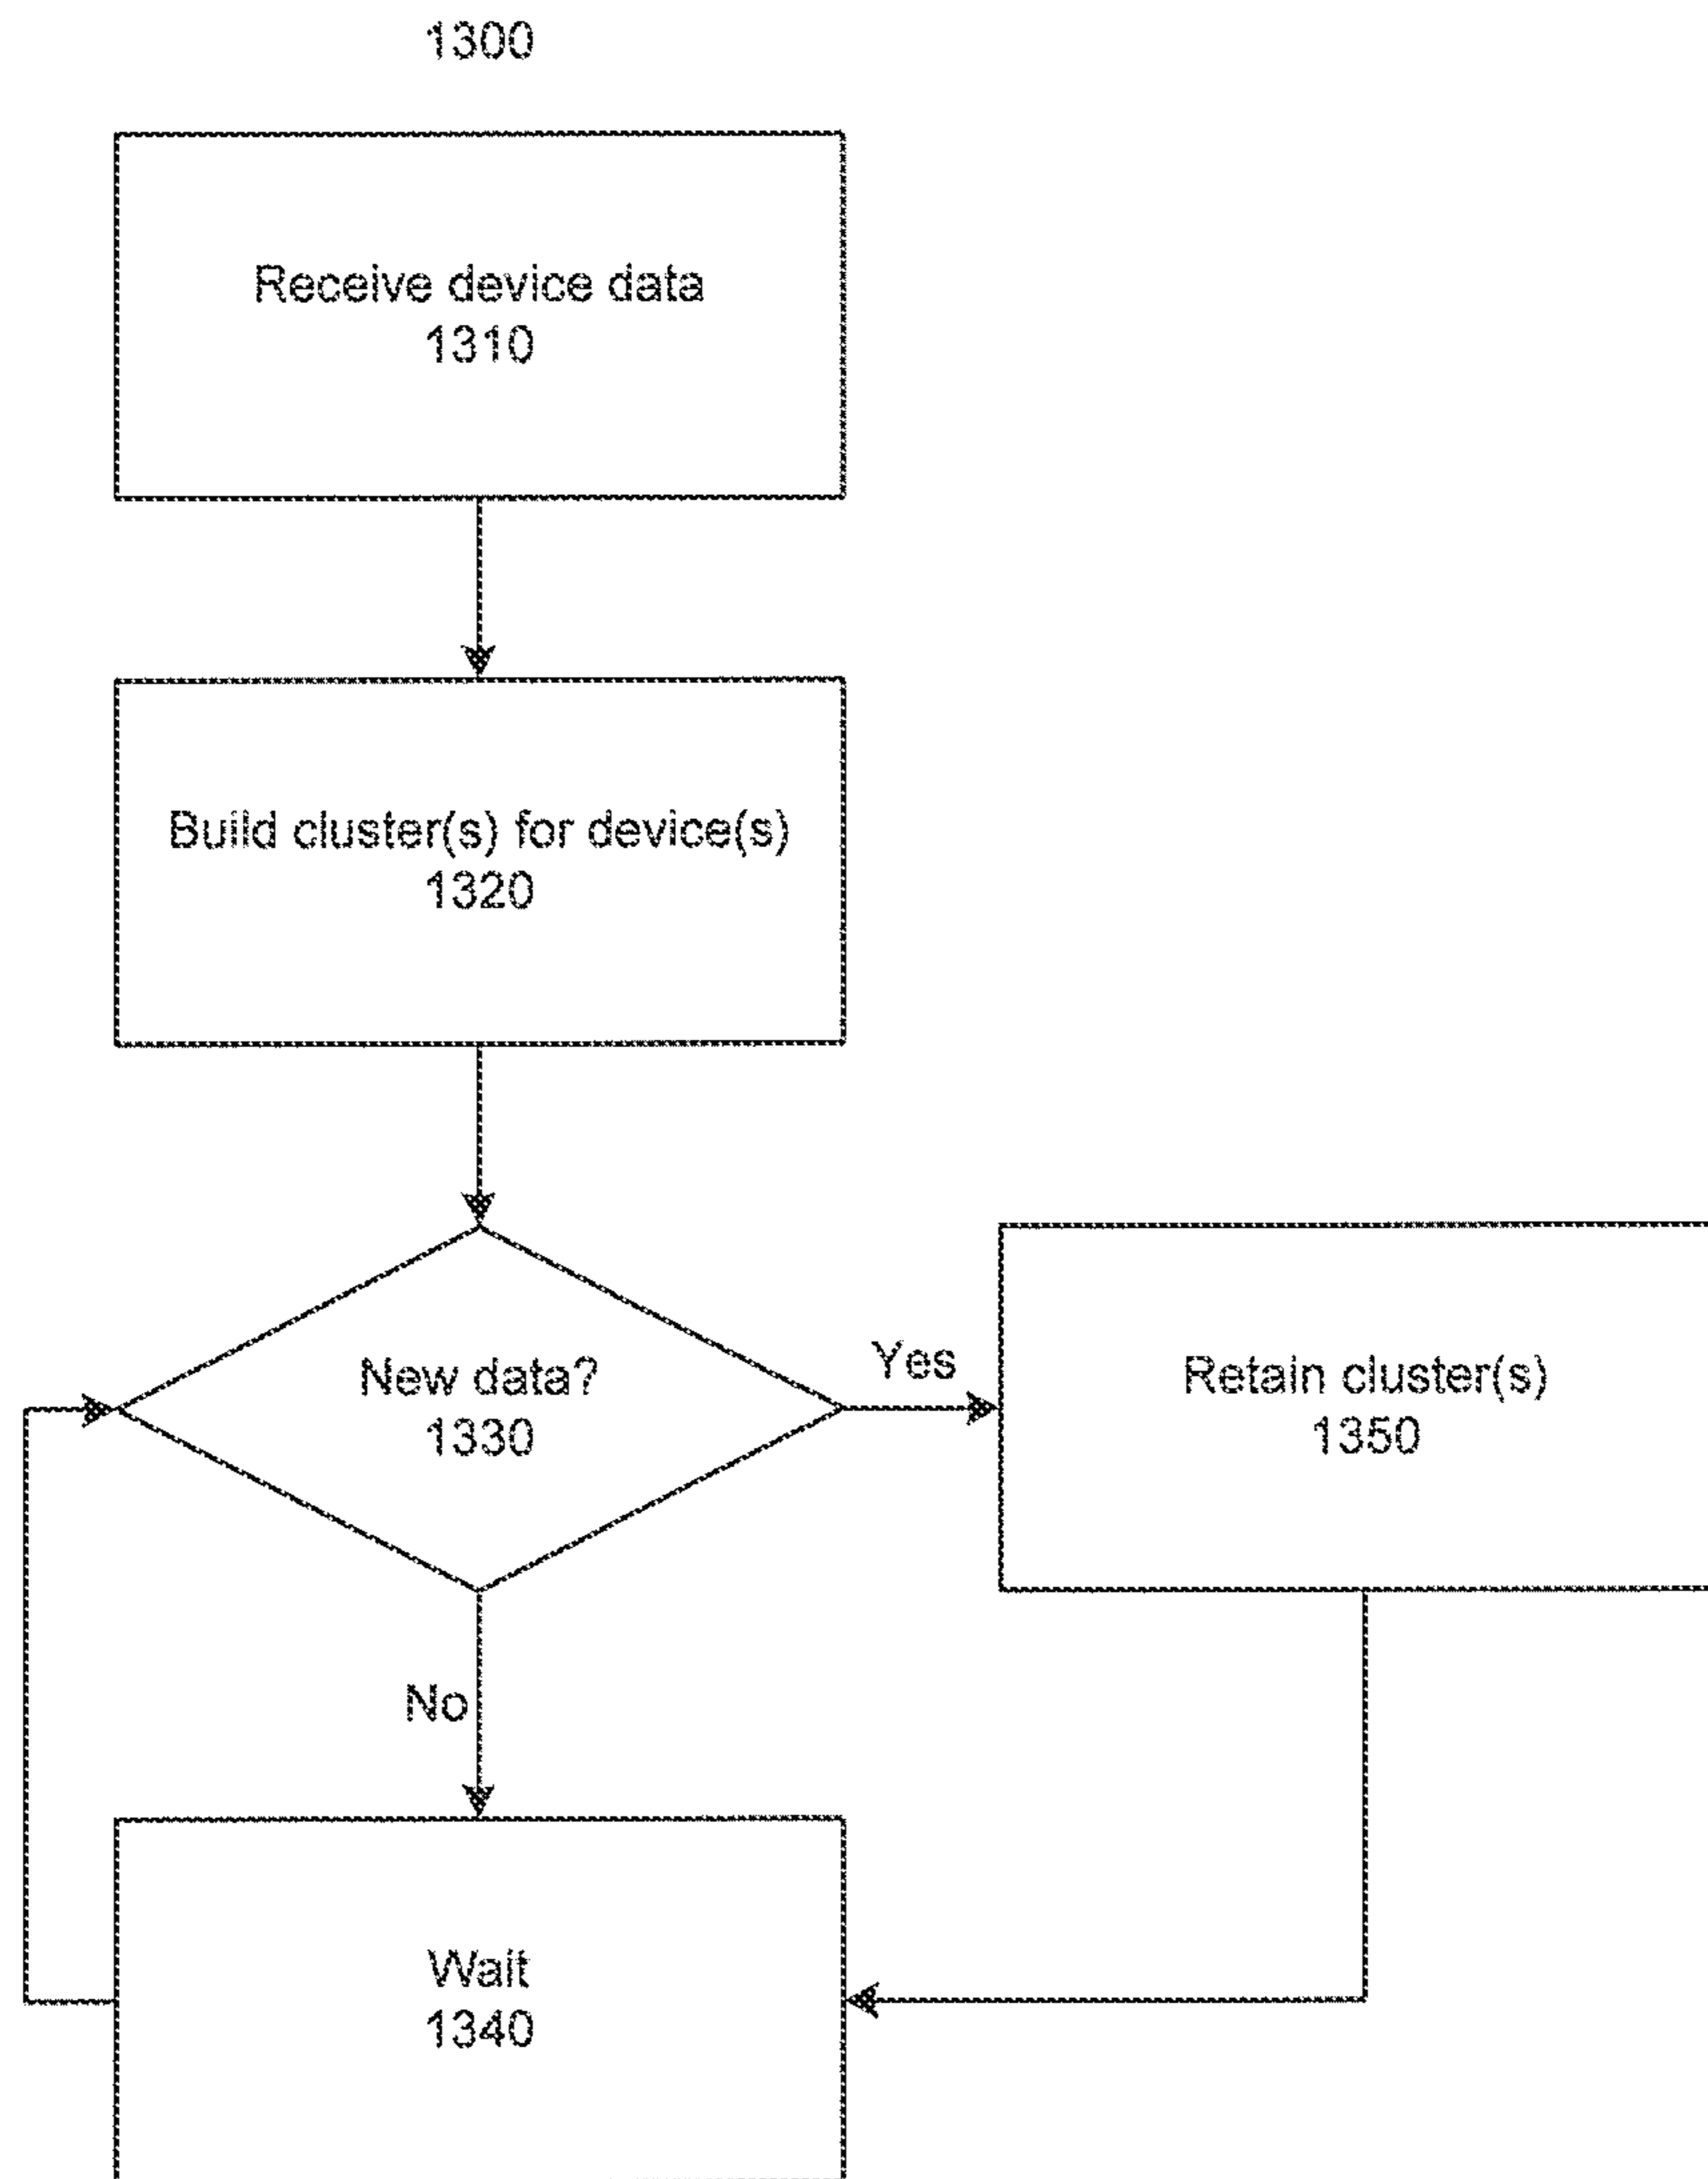 1300
Receive device data
1310
Build cluster(s) for device(s)
1320
New data?
1330
Yes
Retain cluster(s)
1350
No
Wait
1340